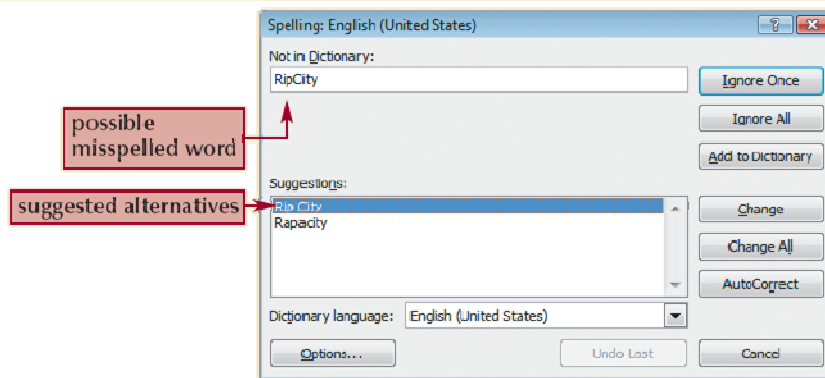 Spelling: English (United States)
Not in Dictionary:
RipCity
Ignore Once
possible
misspelled word
Ignore All
Add to Dictionary
Suggestions:
suggested alternatives
Rip City
Rapacity
Change
Change All
AutoCorrect
Dictionary language: English (United States)
Options... Undo Last Cancel